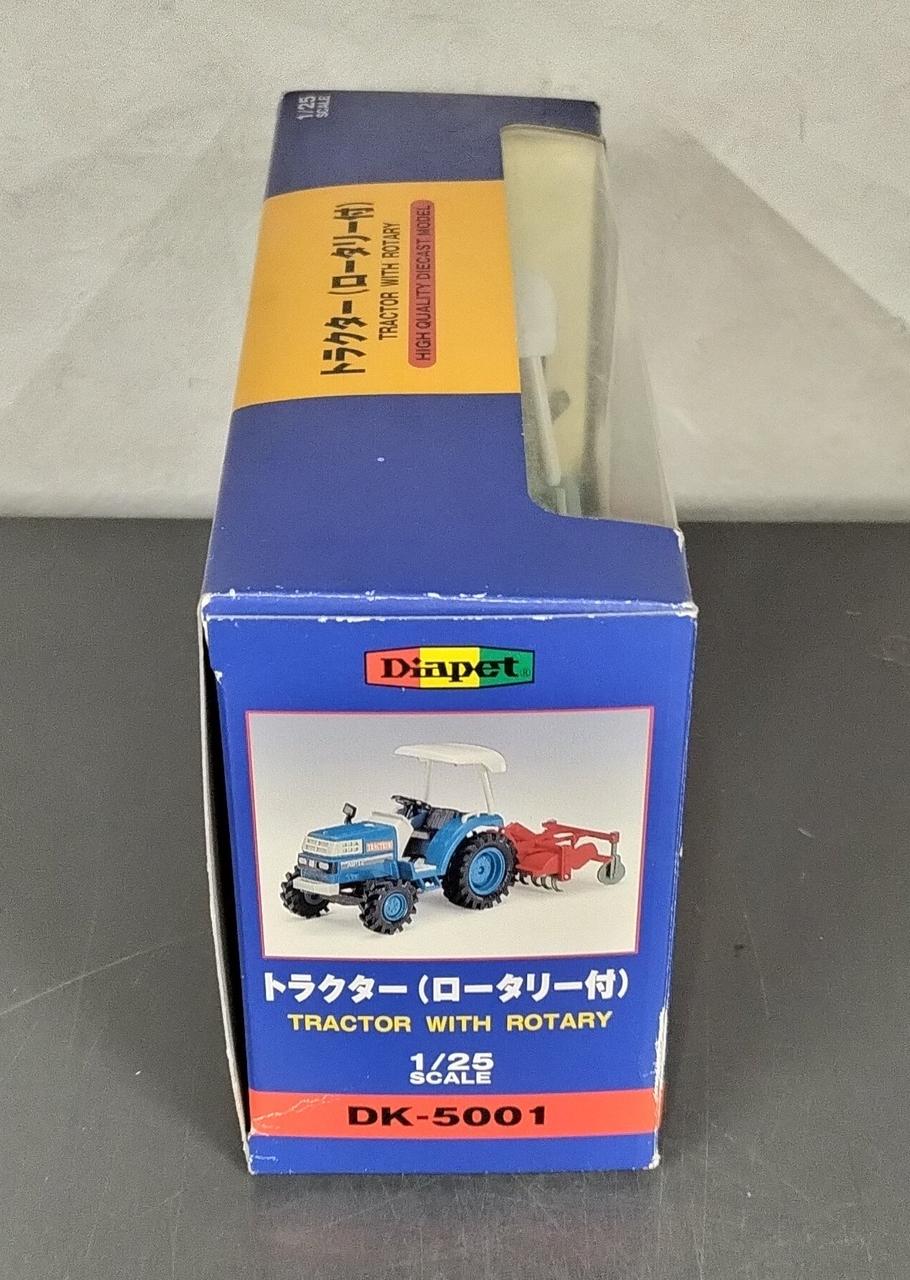 1/25
SCALE
トラクター(ロータリー付)
TRACTOR WITH ROTARY
HIGH QUALITY DIECAST MODEL
Diapet®
トラクター(ロータリー付)
TRACTOR WITH ROTARY
1/25
SCALE
DK-5001